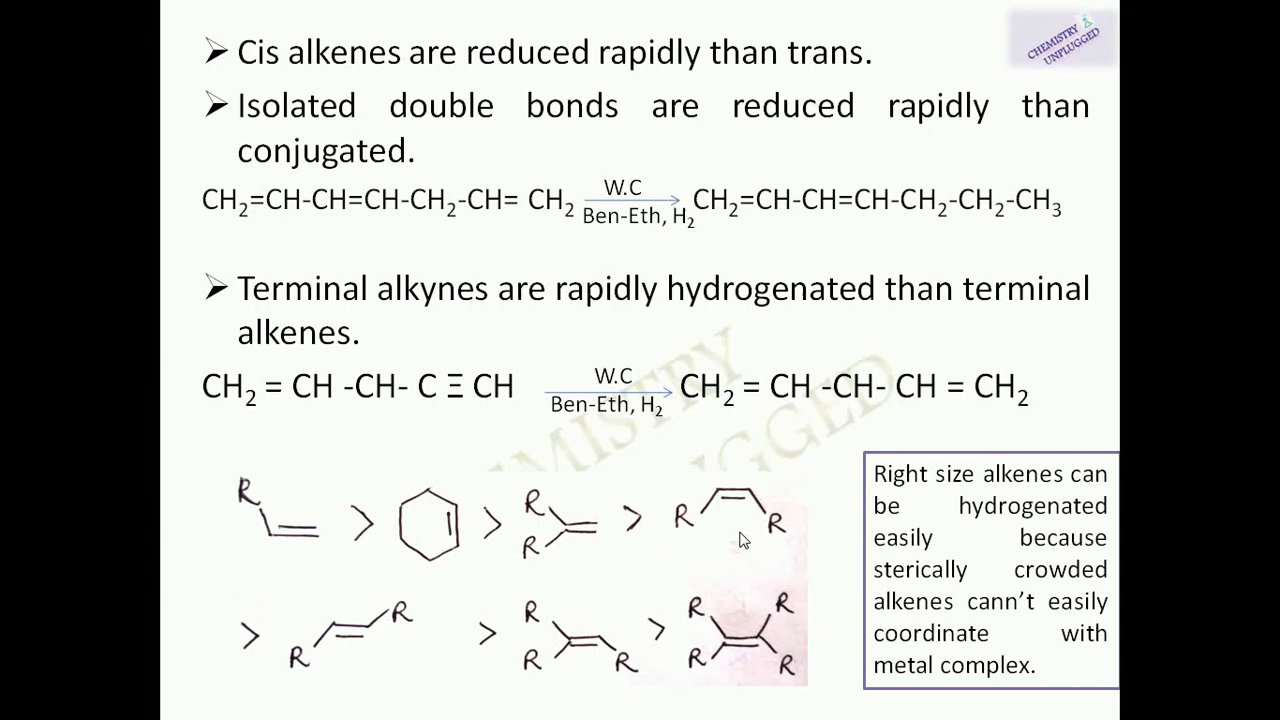 CHEMISTRY
UNPLUGGED
➢ Cis alkenes are reduced rapidly than trans.
➢ Isolated double bonds are reduced rapidly than
conjugated.
W.C
CH₂=CH-CH=CH-CH₂-CH= CH₂ CH₂=CH-CH=CH-CH₂-CH₂-CH₃
Ben-Eth, H₂
➢ Terminal alkynes are rapidly hydrogenated than terminal
alkenes.
W.C
CH₂ = CH -CH- C Ξ CH CH₂ = CH -CH- CH = CH₂
Ben-Eth, H₂
R > > R R > R R
> R R > R R R > R R R R
Right size alkenes can
be hydrogenated
easily because
sterically crowded
alkenes cann't easily
coordinate with
metal complex.